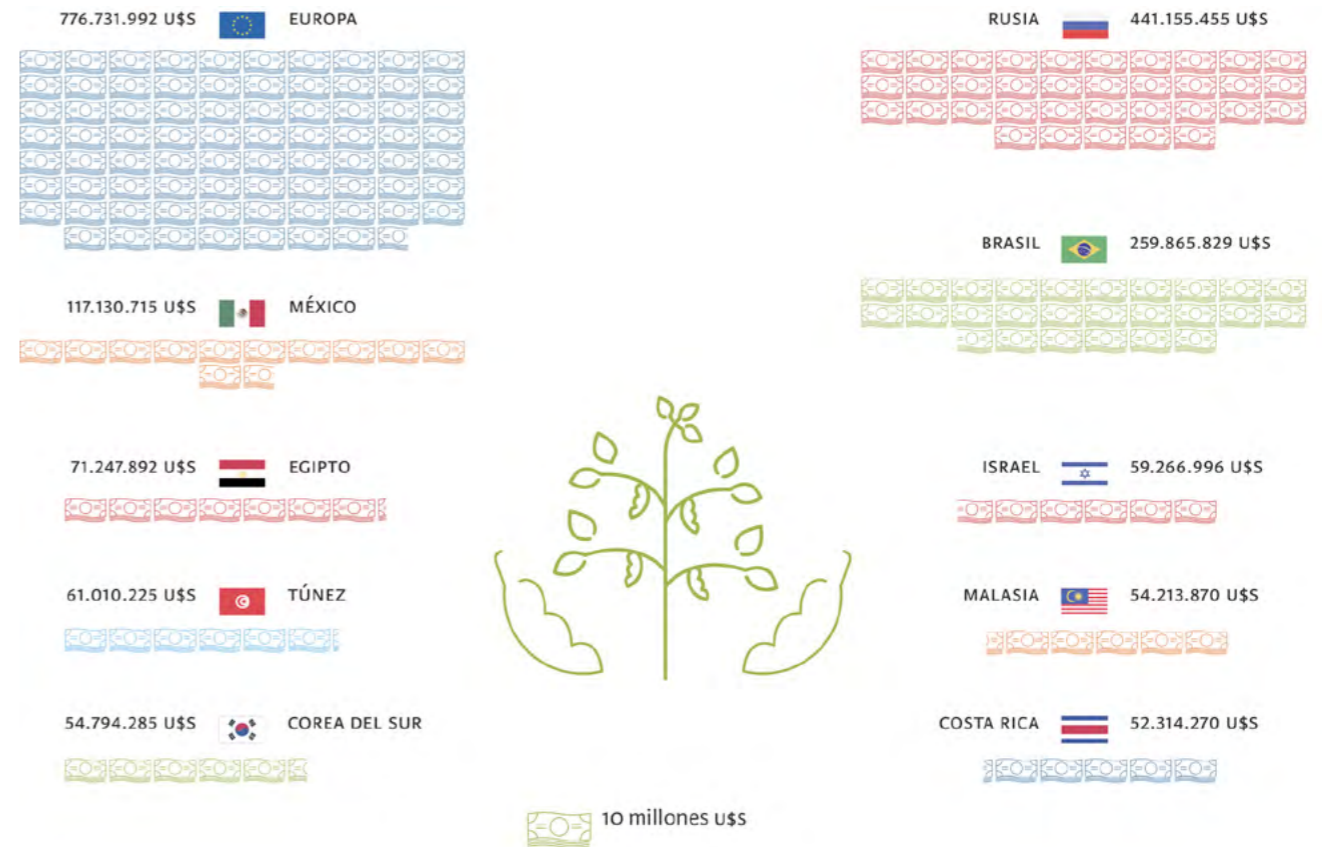 776.731.992 U$S EUROPA
RUSIA 441.155.455 U$S
BRASIL 259.865.829 U$S
117.130.715 U$S MÉXICO
71.247.892 U$S EGIPTO
ISRAEL 59.266.996 U$S
61.010.225 U$S TÚNEZ
MALASIA 54.213.870 U$S
54.794.285 U$S COREA DEL SUR
COSTA RICA 52.314.270 U$S
10 millones U$S